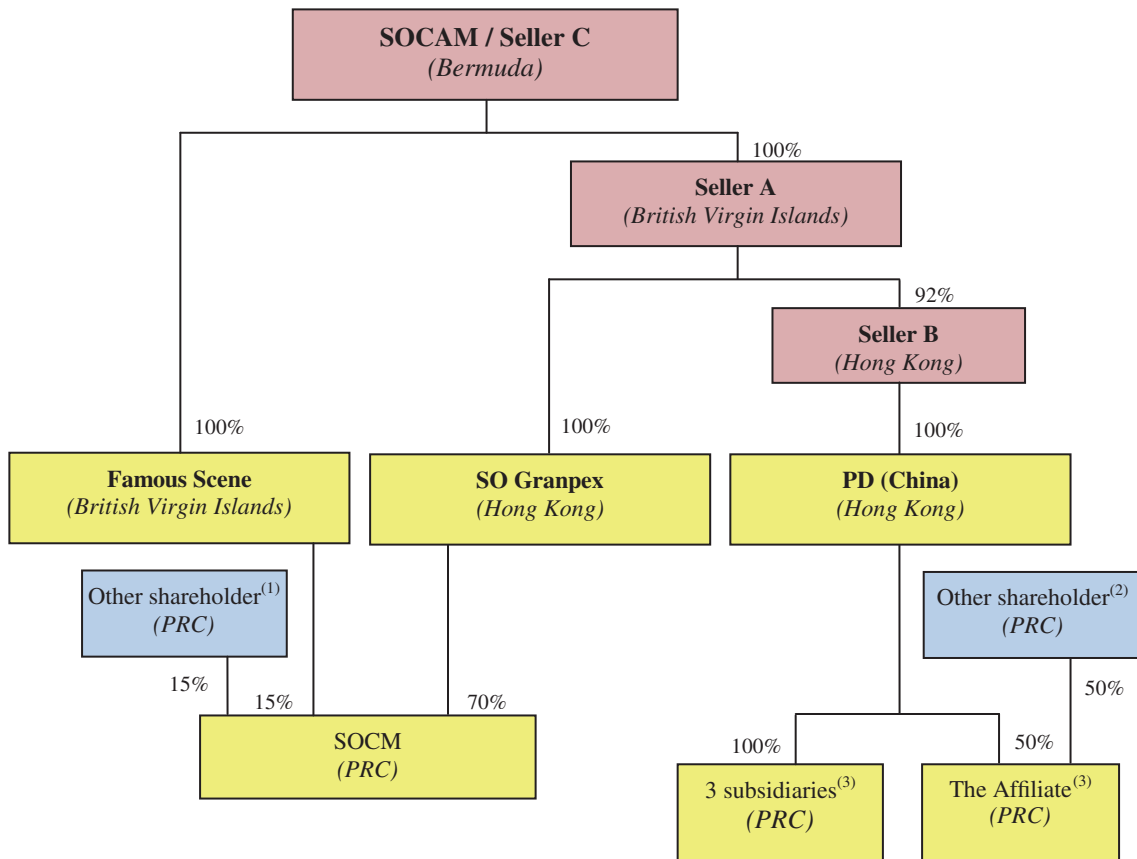 SOCAM / Seller C
(Bermuda)
100%
Seller A
(British Virgin Islands)
92%
Seller B
(Hong Kong)
100%
100%
100%
Famous Scene
(British Virgin Islands)
SO Granpex
(Hong Kong)
PD (China)
(Hong Kong)
Other shareholder(1)
(PRC)
Other shareholder(2)
(PRC)
15%
15%
70%
50%
SOCM
(PRC)
100%
50%
3 subsidiaries(3)
(PRC)
The Affiliate(3)
(PRC)